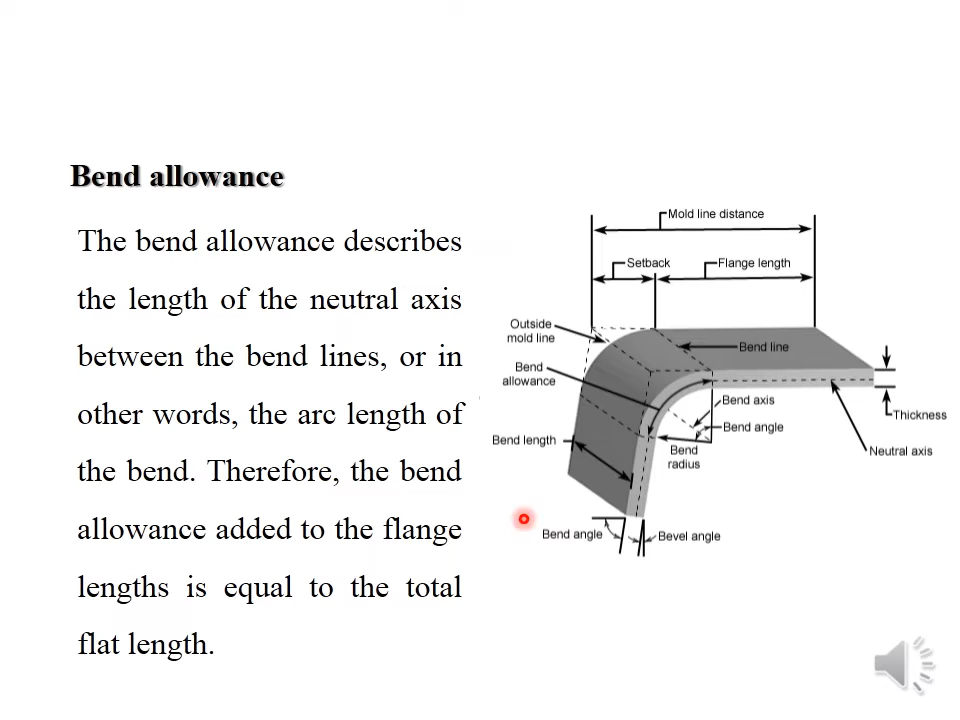 Bend allowance
The bend allowance describes
the length of the neutral axis
between the bend lines, or in
other words, the arc length of
the bend. Therefore, the bend
allowance added to the flange
lengths is equal to the total
flat length.
Mold line distance
Setback
Flange length
Outside
mold line
Bend line
Bend
allowance
Bend axis
Thickness
Bend angle
Bend length
Bend
radius
Neutral axis
Bend angle
Bevel angle